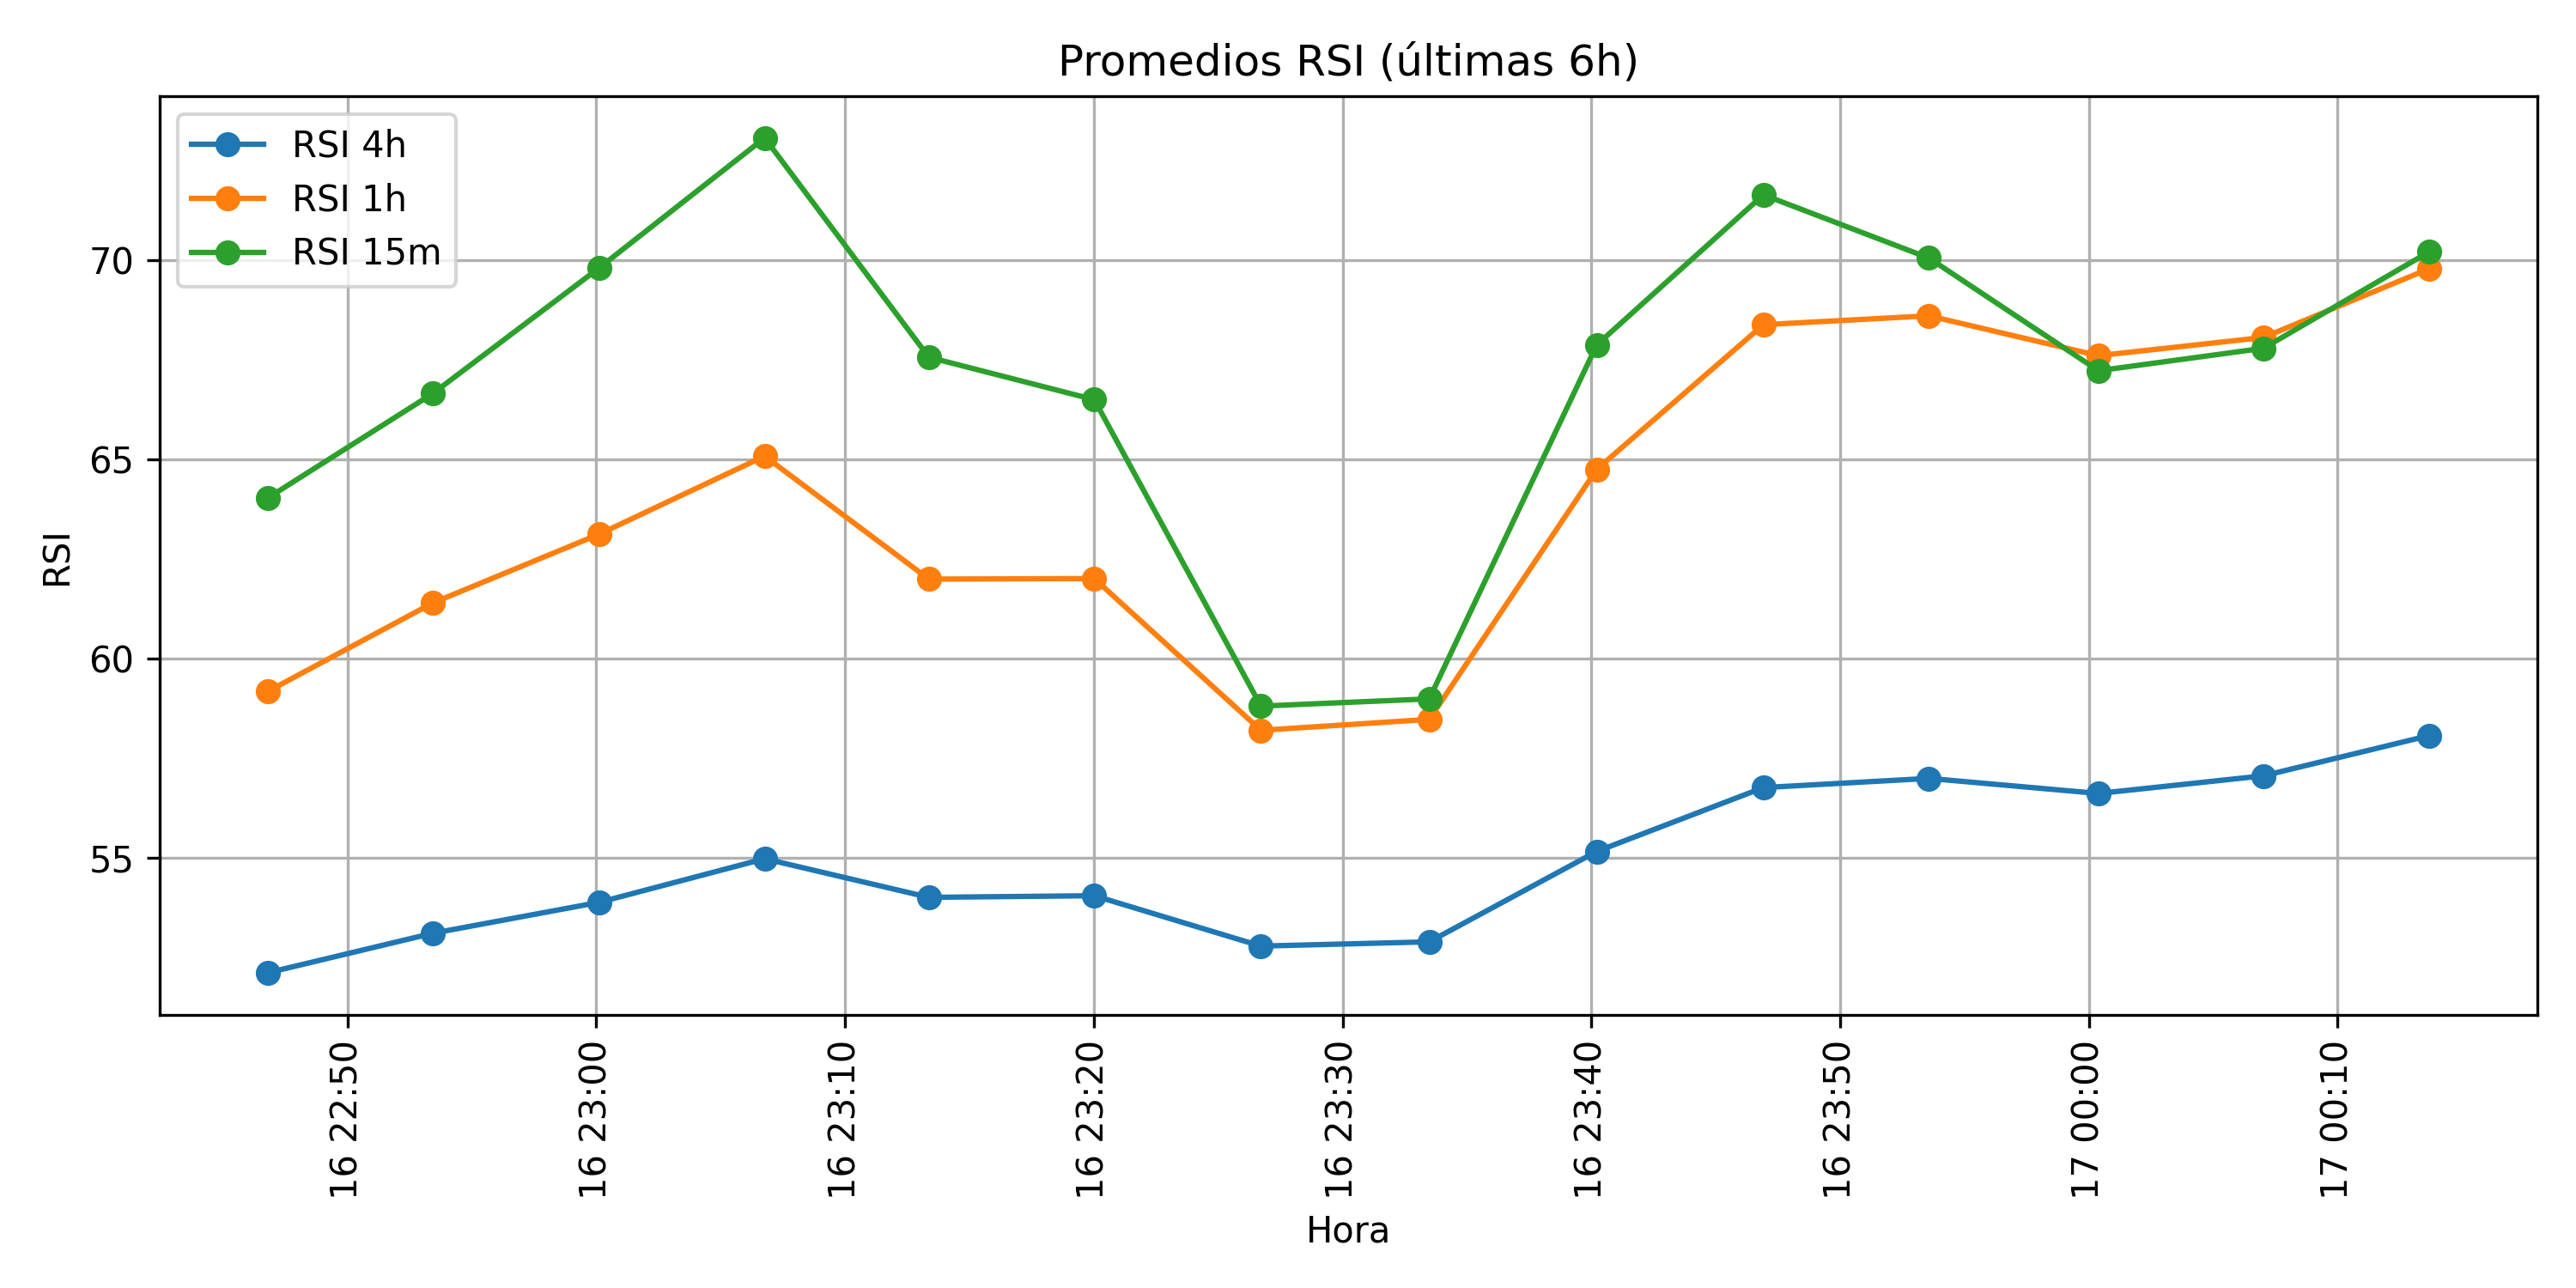 Promedios RSI (últimas 6h)
RSI 4h
RSI 1h
RSI 15m
70
65
60
55
RSI
16 22:50
16 23:00
16 23:10
16 23:20
16 23:30
16 23:40
16 23:50
17 00:00
17 00:10
Hora